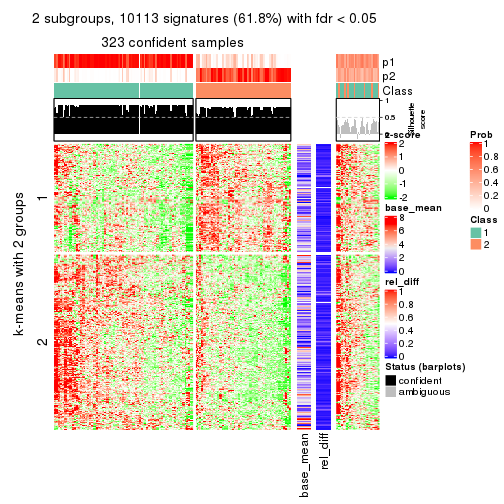 2 subgroups, 10113 signatures (61.8%) with fdr < 0.05
323 confident samples
p1
p2
Class
1
0.5
0
Silhouette
score
k-means with 2 groups
1
2
z-score
2
1
0
-1
-2
base_mean
8
6
4
2
0
rel_diff
1
0.8
0.6
0.4
0.2
0
Status (barplots)
confident
ambiguous
Prob
1
0.8
0.6
0.4
0.2
0
Class
1
2
base_mean
rel_diff